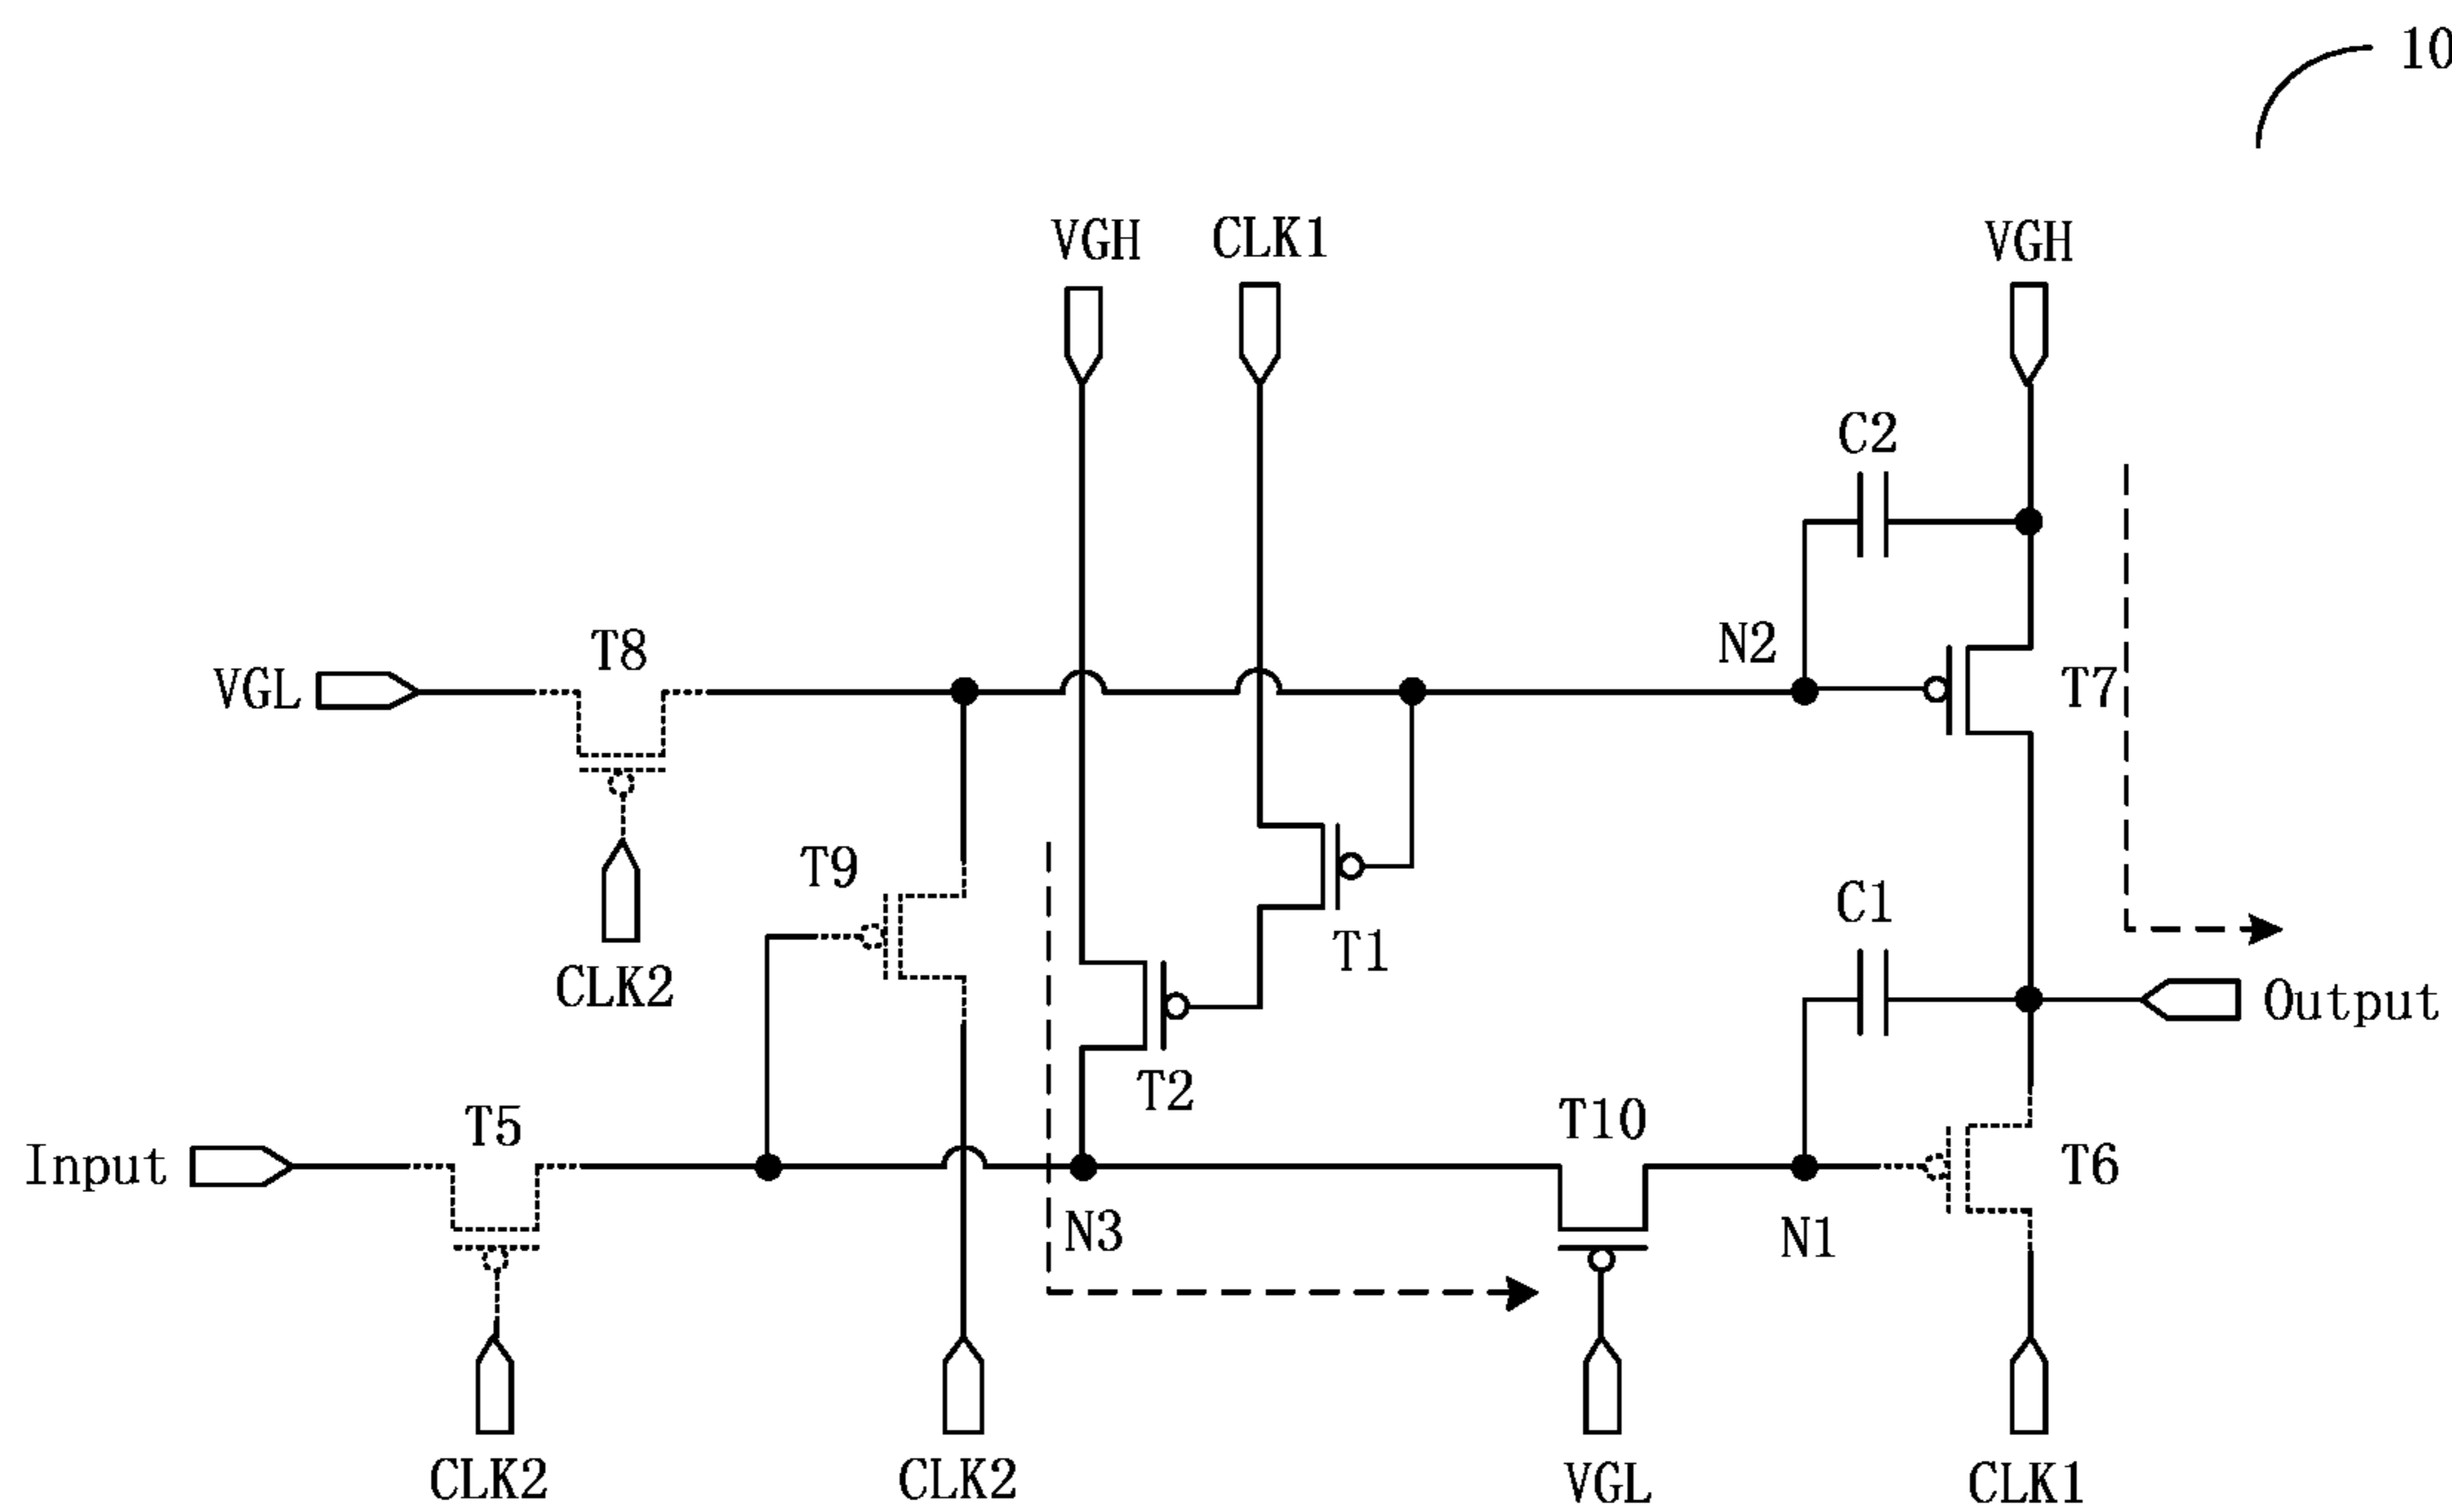 10
VGH
CLK1
VGH
C2
T8
N2
VGL
T7
T9
C1
T1
CLK2
Output
T2
T5
T10
Input
T6
N3
N1
CLK2
CLK2
VGL
CLK1